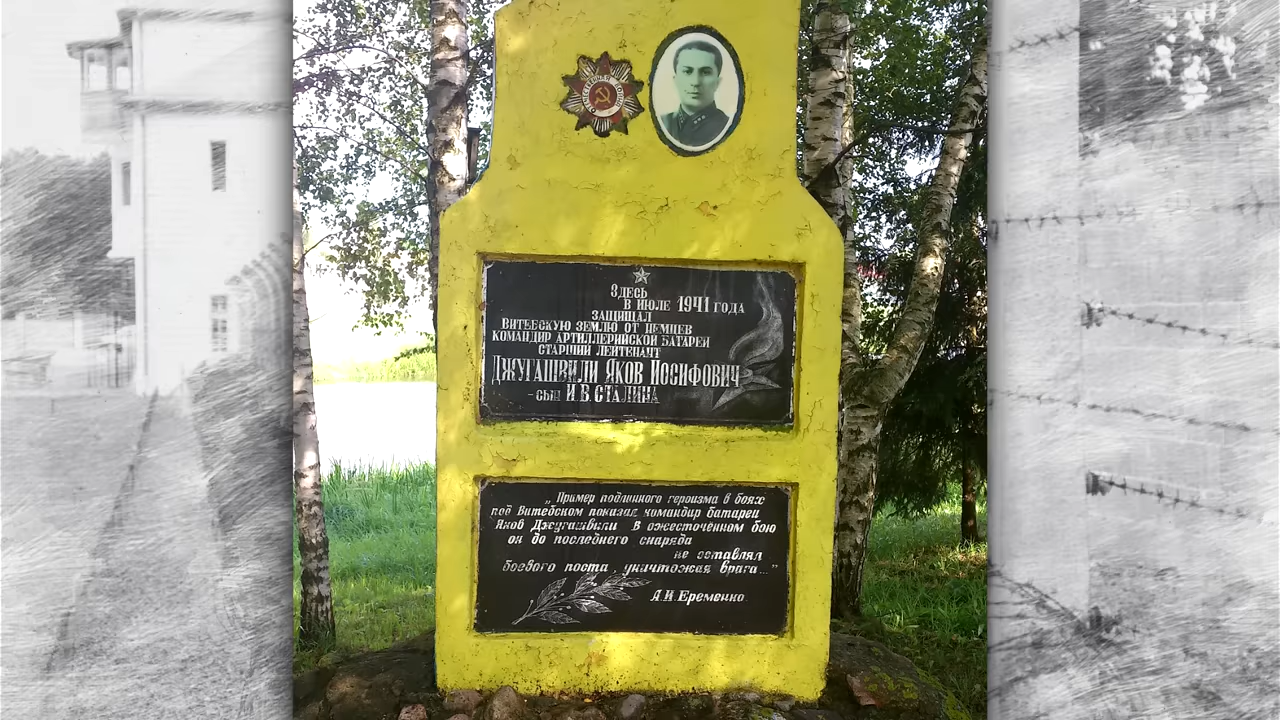 Здесь
в июле 1941 года
защищал
витебскую землю от немцев
командир артиллерийской батареи
старший лейтенант
Джугашвили Яков Иосифович
– сын И.В. Сталина
„Пример подлинного героизма в боях
под Витебском показал командир батареи
Яков Джугашвили. В ожесточённом бою
он до последнего снаряда
не оставлял
боевого поста, уничтожая врага..."
А.И.Еременко.